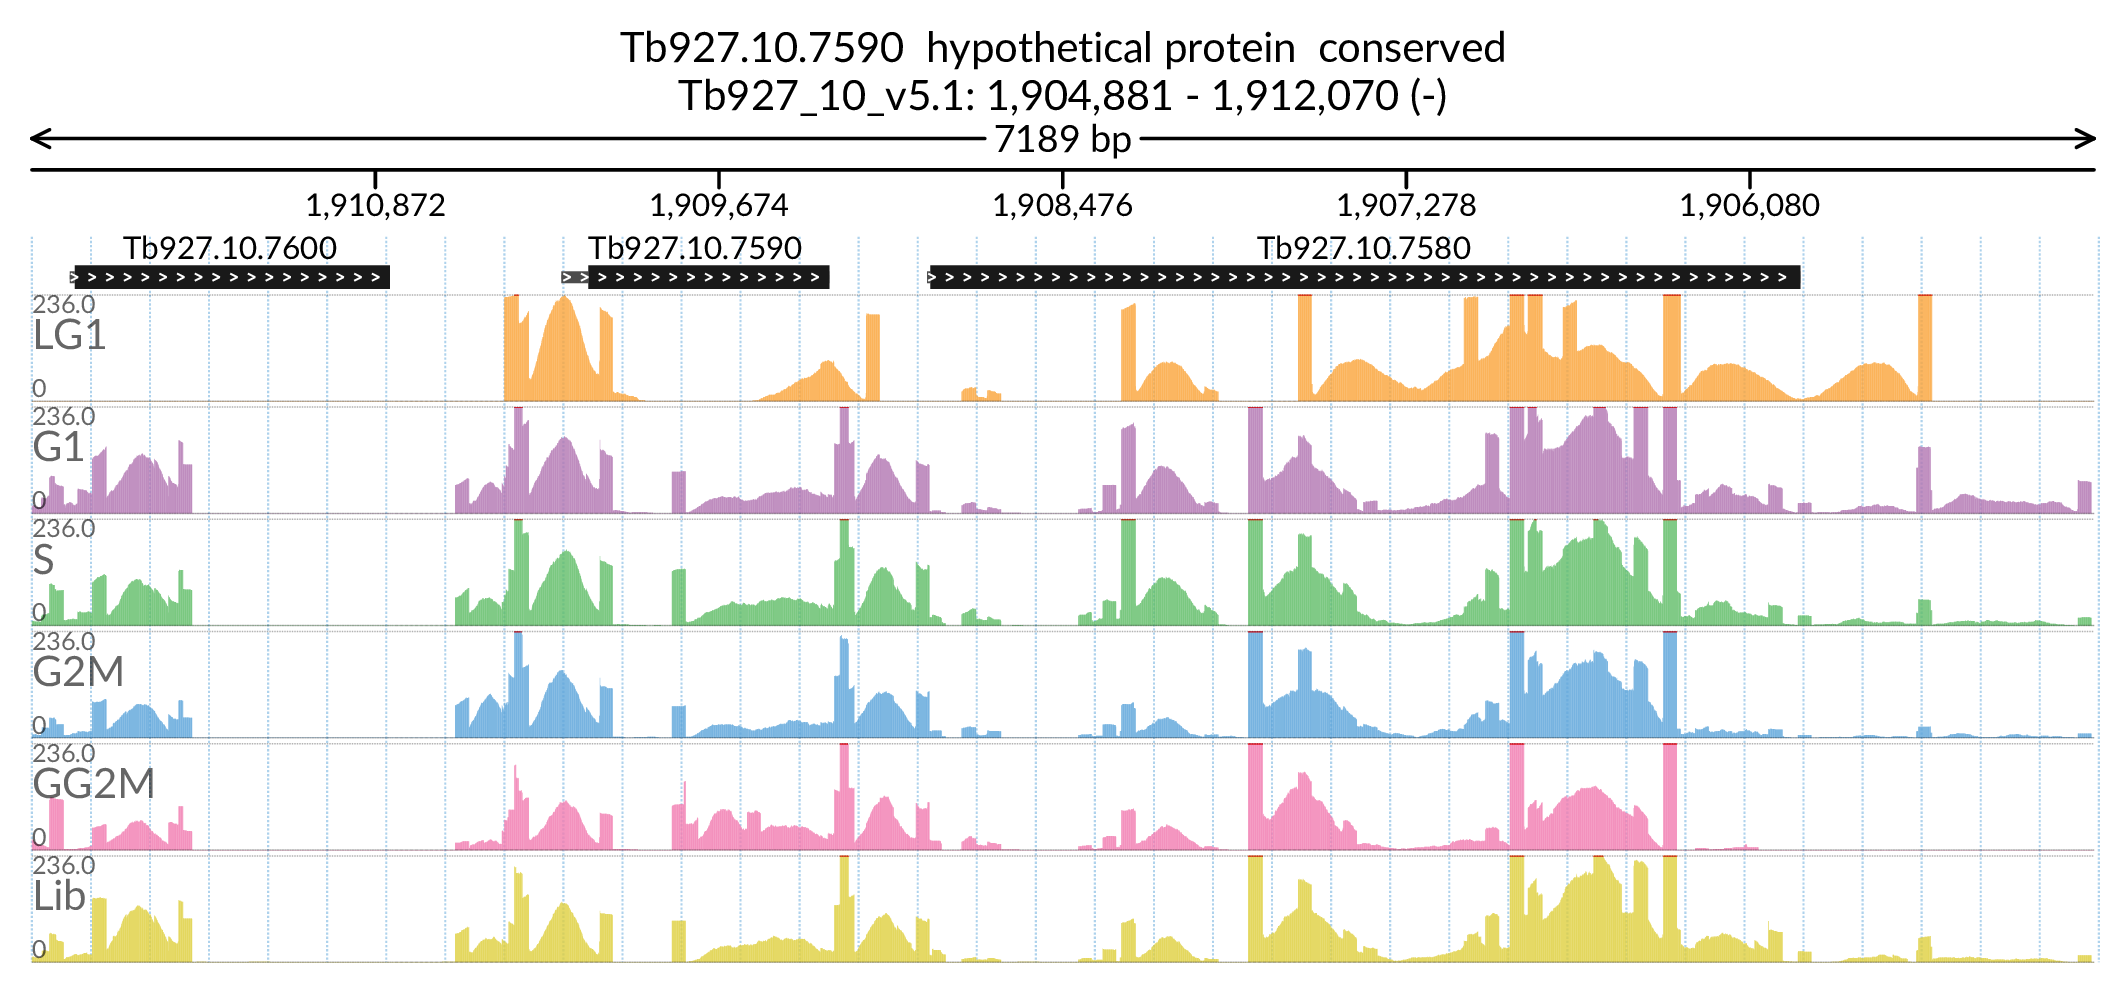 Tb927.10.7590  hypothetical protein  conserved
Tb927_10_v5.1: 1,904,881 - 1,912,070 (-)
7189 bp
1,910,872 1,909,674 1,908,476 1,907,278 1,906,080
Tb927.10.7600 Tb927.10.7590 Tb927.10.7580
236.0
LG1
0
236.0
G1
0
236.0
S
0
236.0
G2M
0
236.0
GG2M
0
236.0
Lib
0